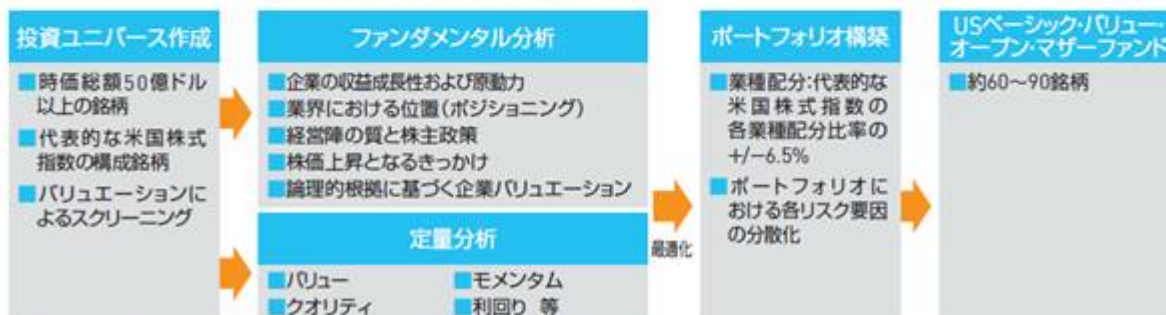 投資ユニバース作成
■時価総額50億ドル
以上の銘柄
■代表的な米国株式
指数の構成銘柄
■バリュエーションに
よるスクリーニング
ファンダメンタル分析
■企業の収益成長性および原動力
■業界における位置(ポジショニング)
■経営陣の質と株主政策
■株価上昇となるきっかけ
■論理的根拠に基づく企業バリュエーション
定量分析
■バリュー ■モメンタム
■クオリティ ■利回り 等
最適化
ポートフォリオ構築
■業種配分:代表的な
米国株式指数の
各業種配分比率の
+/−6.5%
■ポートフォリオに
おける各リスク要因
の分散化
USベーシック・バリュー・
オープン・マザーファンド
■約60〜90銘柄